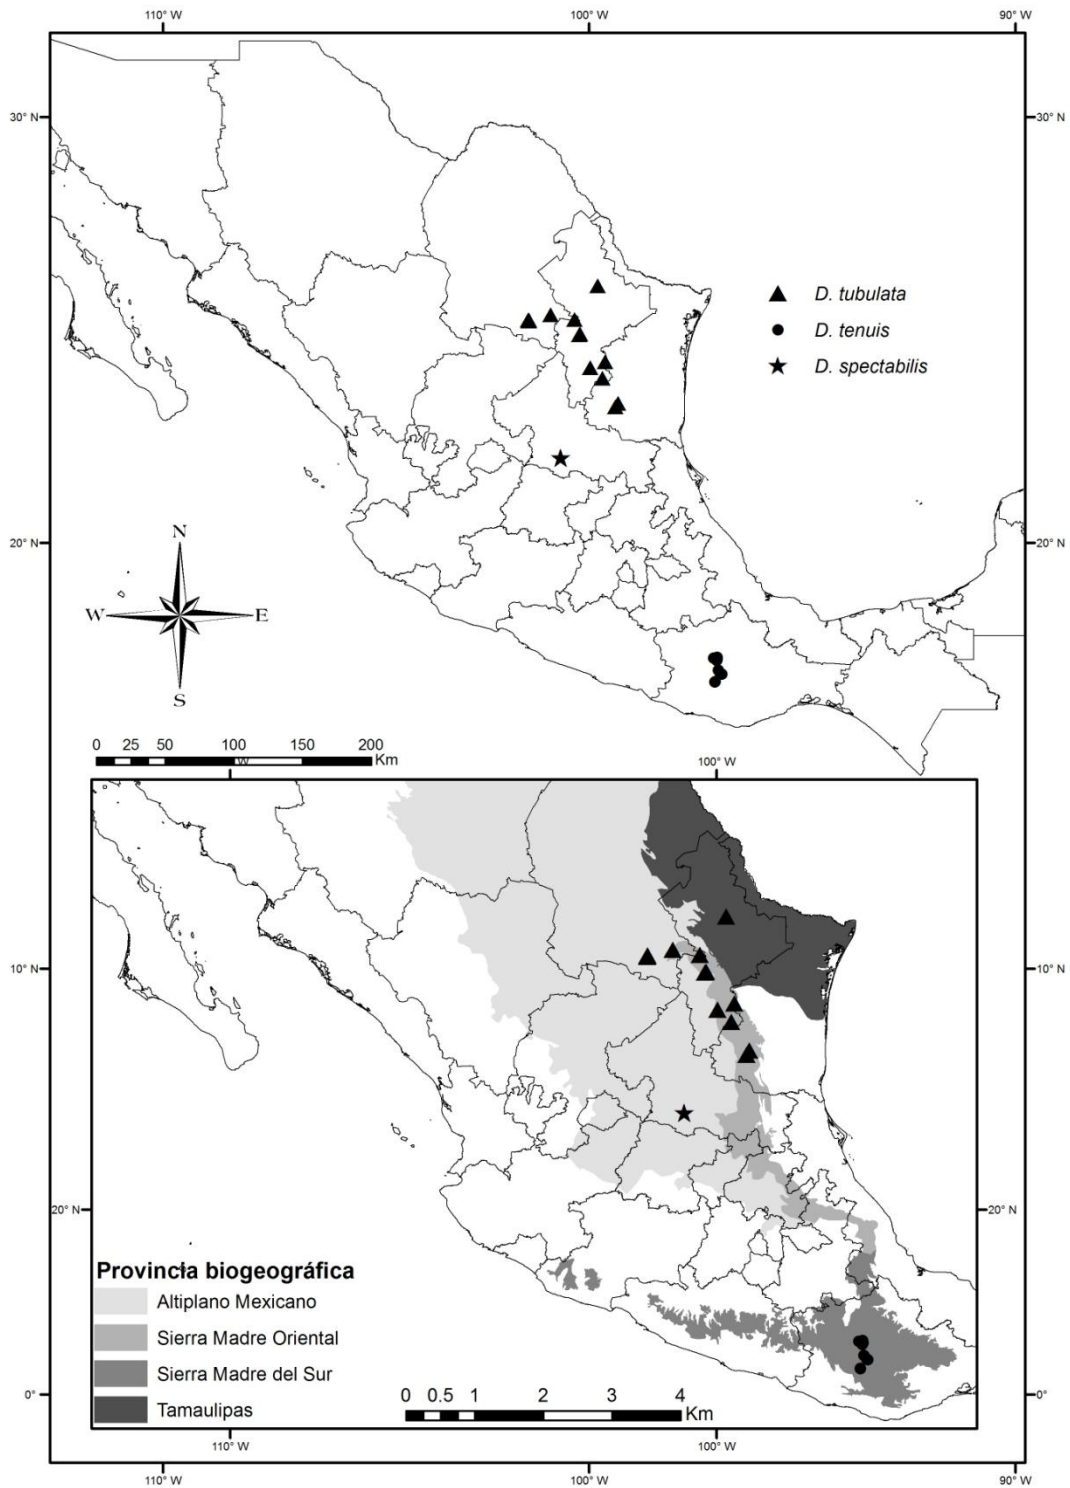 110° W
100° W
90° W
30° N
30° N
D. tubulata
D. tenuis
D. spectabilis
20° N
20° N
N
W
E
S
0 25 50 100 150 200
Km
W
100° W
10° N
10° N
20° N
20° N
Provincia biogeográfica
Altiplano Mexicano
Sierra Madre Oriental
Sierra Madre del Sur
Tamaulipas
0 0.5 1 2 3 4
Km
0°
0°
110° W
100° W
110° W
100° W
90° W